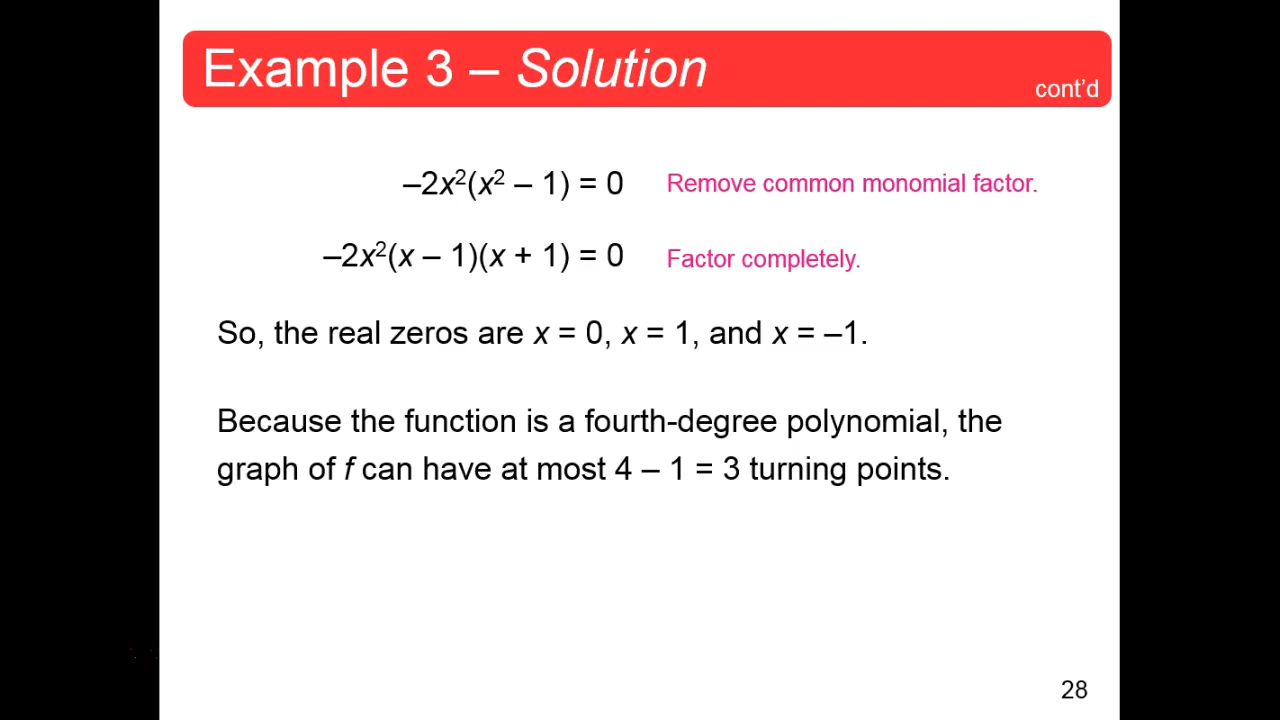 Example 3 – Solution
cont’d
–2x²(x² – 1) = 0 Remove common monomial factor.
–2x²(x – 1)(x + 1) = 0 Factor completely.
So, the real zeros are x = 0, x = 1, and x = –1.
Because the function is a fourth-degree polynomial, the
graph of f can have at most 4 – 1 = 3 turning points.
28